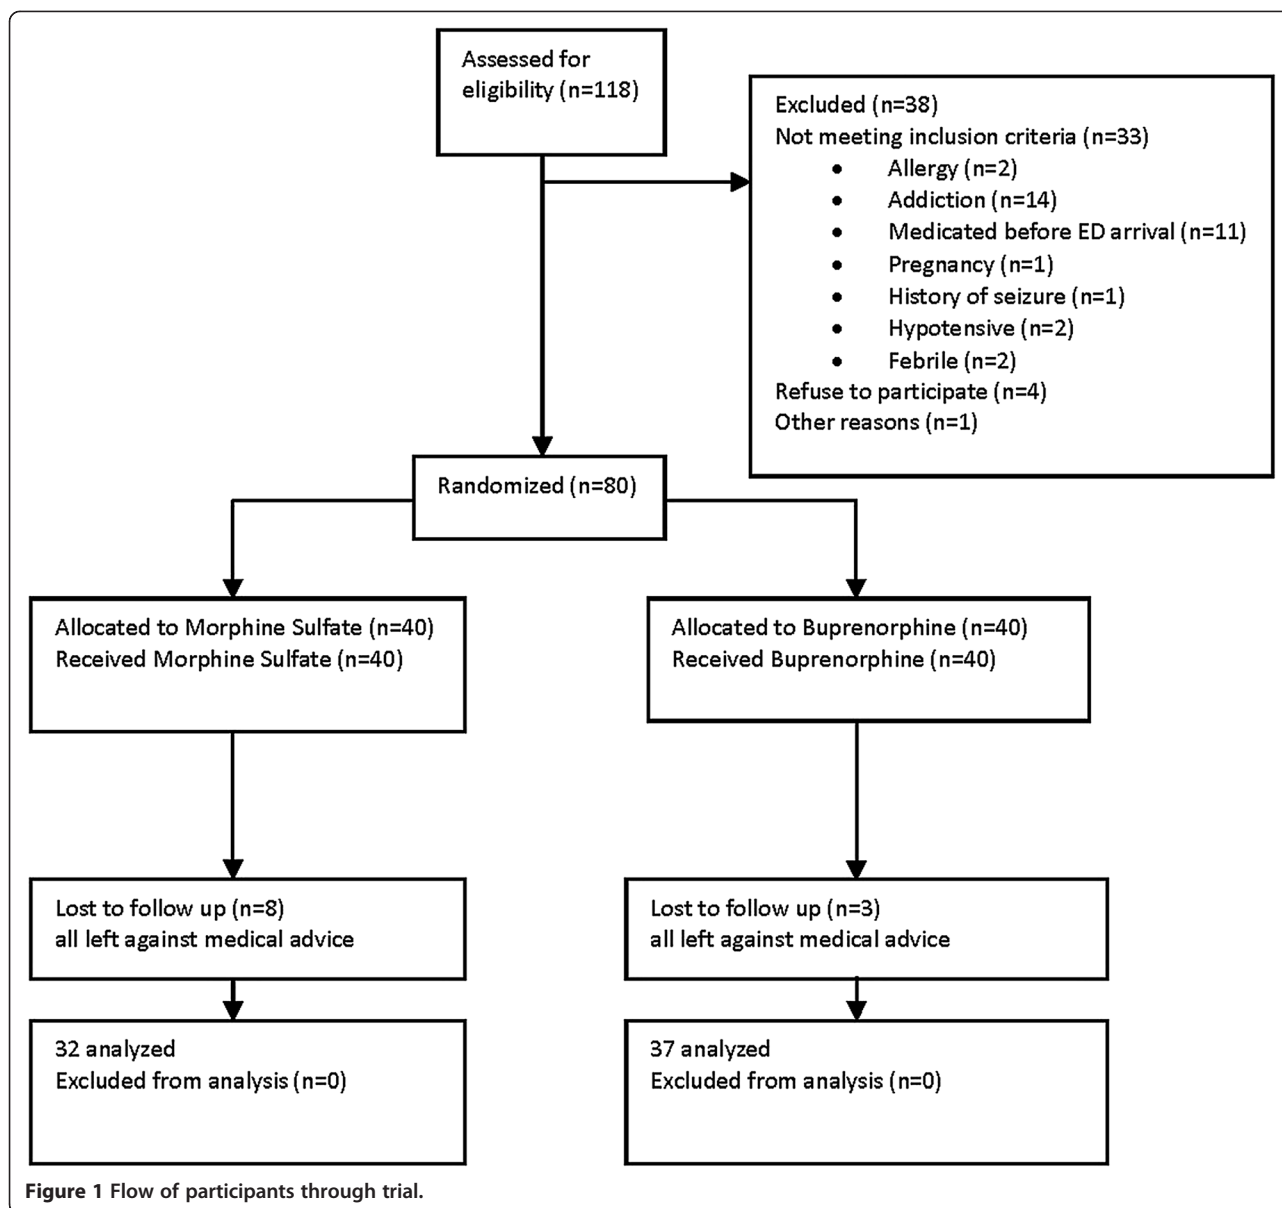 Assessed for
eligibility (n=118)
Excluded (n=38)
Not meeting inclusion criteria (n=33)
• Allergy (n=2)
• Addiction (n=14)
• Medicated before ED arrival (n=11)
• Pregnancy (n=1)
• History of seizure (n=1)
• Hypotensive (n=2)
• Febrile (n=2)
Refuse to participate (n=4)
Other reasons (n=1)
Randomized (n=80)
Allocated to Morphine Sulfate (n=40)
Received Morphine Sulfate (n=40)
Allocated to Buprenorphine (n=40)
Received Buprenorphine (n=40)
Lost to follow up (n=8)
all left against medical advice
Lost to follow up (n=3)
all left against medical advice
32 analyzed
Excluded from analysis (n=0)
37 analyzed
Excluded from analysis (n=0)
Figure 1 Flow of participants through trial.